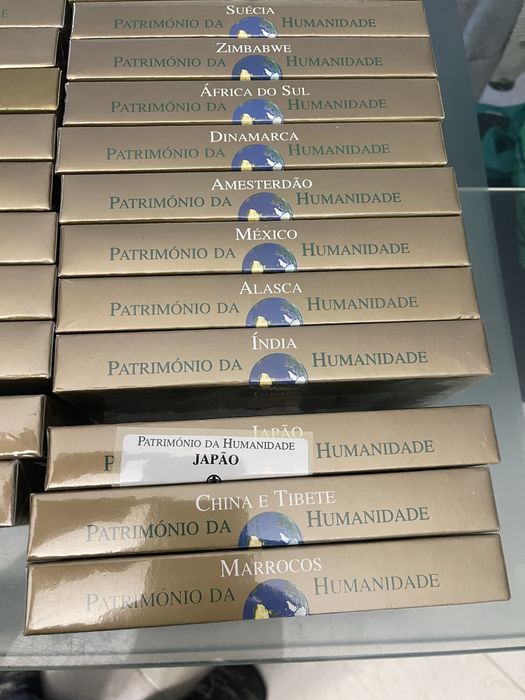 Suécia
Património da Humanidade
Zimbabwe
Património da Humanidade
África do Sul
Património da Humanidade
Dinamarca
Património da Humanidade
Amesterdão
Património da Humanidade
México
Património da Humanidade
Alasca
Património da Humanidade
Índia
Património da Humanidade
Japão
Humanidade
Património da Humanidade
JAPÃO
China e Tibete
Património da Humanidade
Marrocos
Património da Humanidade